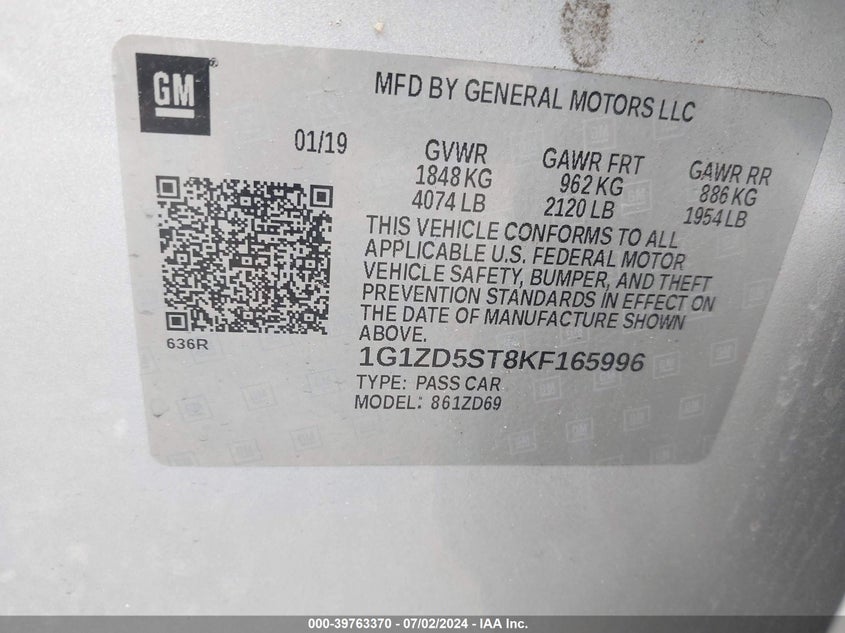 GM
MFD BY GENERAL MOTORS LLC
01/19
GVWR
1848 KG
4074 LB
GAWR FRT
962 KG
2120 LB
GAWR RR
886 KG
1954 LB
THIS VEHICLE CONFORMS TO ALL
APPLICABLE U.S. FEDERAL MOTOR
VEHICLE SAFETY, BUMPER, AND THEFT
PREVENTION STANDARDS IN EFFECT ON
THE DATE OF MANUFACTURE SHOWN
ABOVE.
636R
1G1ZD5ST8KF165996
TYPE: PASS CAR
MODEL: 861ZD69
000-39763370 - 07/02/2024 - IAA Inc.